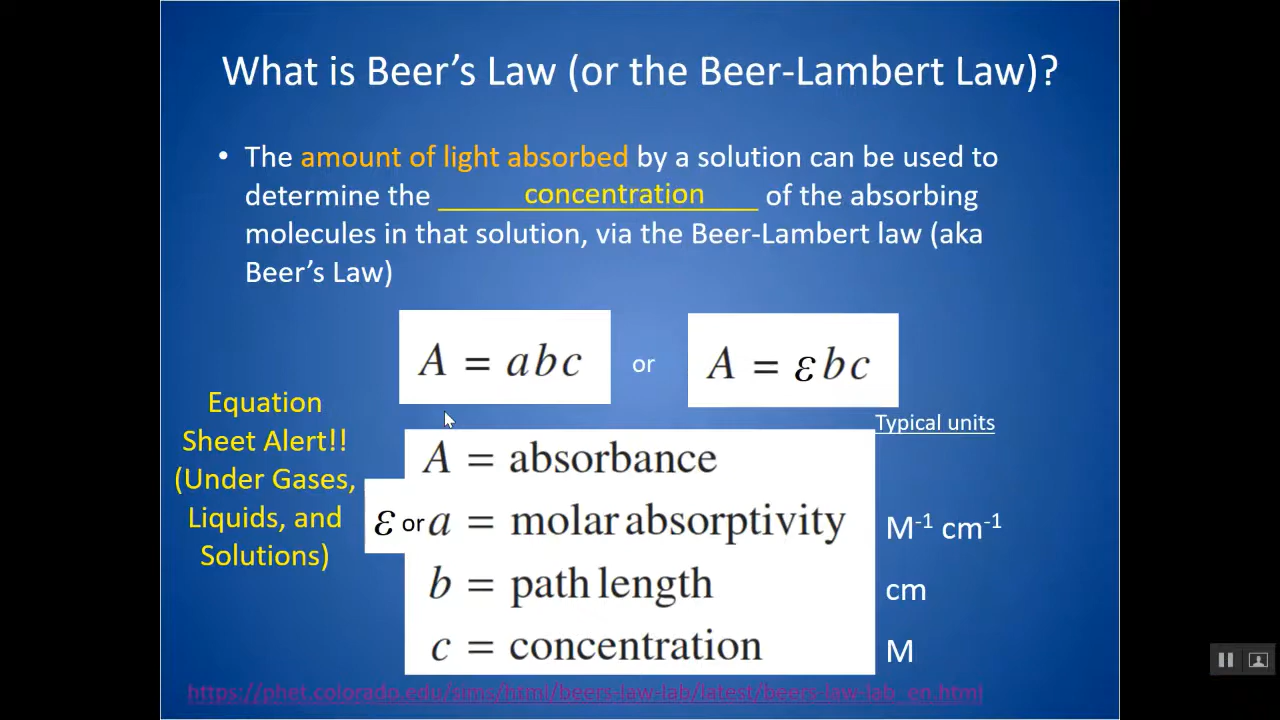 What is Beer’s Law (or the Beer-Lambert Law)?
• The amount of light absorbed by a solution can be used to
determine the concentration of the absorbing
molecules in that solution, via the Beer-Lambert law (aka
Beer’s Law)
A = abc or A = εbc
Equation
Sheet Alert!!
(Under Gases,
Liquids, and
Solutions)
Typical units
A = absorbance
ε or a = molar absorptivity M⁻¹ cm⁻¹
b = path length cm
c = concentration M
https://phet.colorado.edu/sims/html/beers-law-lab/latest/beers-law-lab_en.html